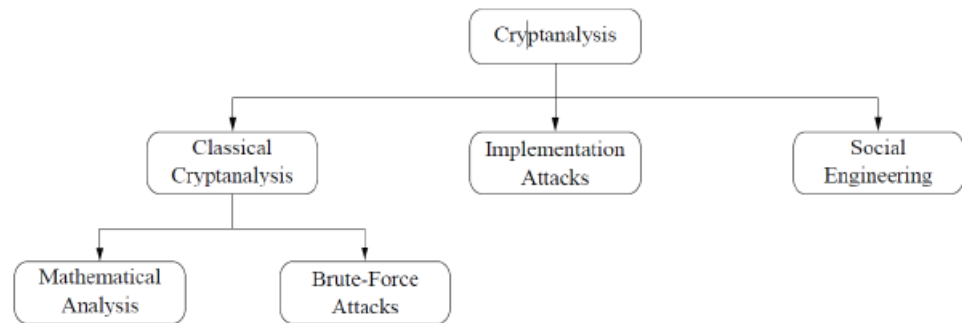 Cryptanalysis
Classical
Cryptanalysis
Implementation
Attacks
Social
Engineering
Mathematical
Analysis
Brute-Force
Attacks